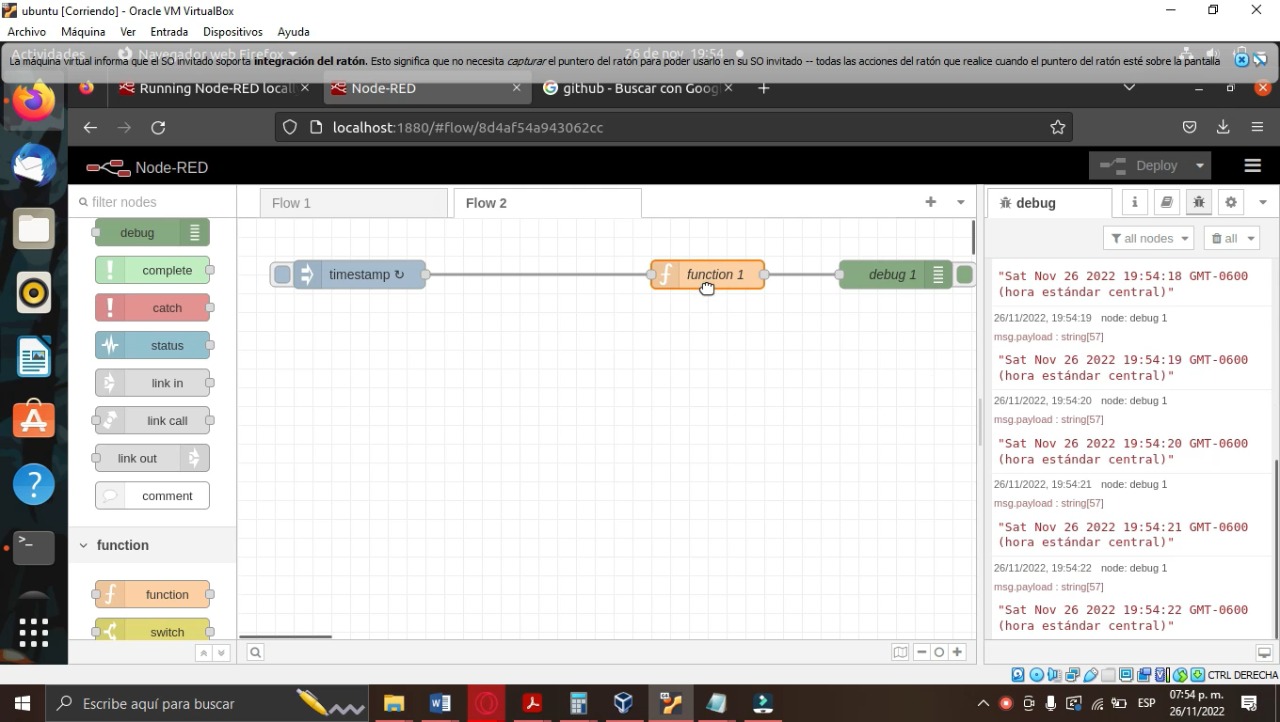 ubuntu [Corriendo] - Oracle VM VirtualBox
Archivo Máquina Ver Entrada Dispositivos Ayuda
Actividades Navegador web Firefox 26 de nov 19:54
La máquina virtual informa que el SO invitado soporta integración del ratón. Esto significa que no necesita capturar el puntero del ratón para poder usarlo en su SO invitado -- todas las acciones del ratón que realice cuando el puntero del ratón esté sobre la pantalla
Running Node-RED locall Node-RED github - Buscar con Goog
localhost:1880/#flow/8d4af54a943062cc
Node-RED Deploy
filter nodes Flow 1 Flow 2 debug
debug
all nodes all
complete
catch
status
link in
link call
link out
comment
function
function
switch
timestamp ↻ function 1 debug 1
"Sat Nov 26 2022 19:54:18 GMT-0600
(hora estándar central)"
26/11/2022, 19:54:19 node: debug 1
msg.payload : string[57]
"Sat Nov 26 2022 19:54:19 GMT-0600
(hora estándar central)"
26/11/2022, 19:54:20 node: debug 1
msg.payload : string[57]
"Sat Nov 26 2022 19:54:20 GMT-0600
(hora estándar central)"
26/11/2022, 19:54:21 node: debug 1
msg.payload : string[57]
"Sat Nov 26 2022 19:54:21 GMT-0600
(hora estándar central)"
26/11/2022, 19:54:22 node: debug 1
msg.payload : string[57]
"Sat Nov 26 2022 19:54:22 GMT-0600
(hora estándar central)"
CTRL DERECHA
Escribe aquí para buscar
ESP
07:54 p. m.
26/11/2022